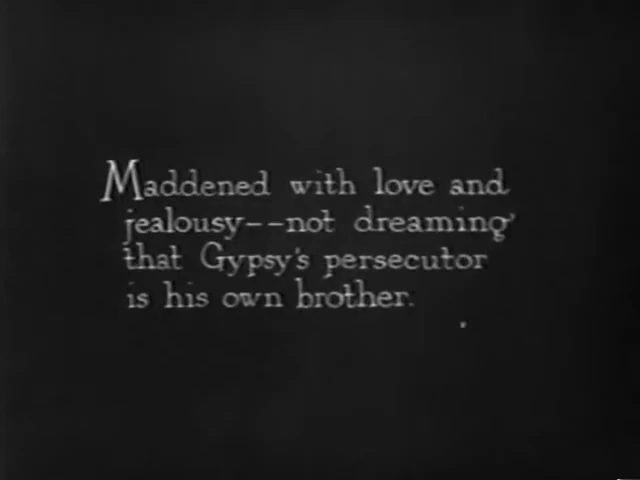 Maddened with love and
jealousy--not dreaming
that Gypsy's persecutor
is his own brother.